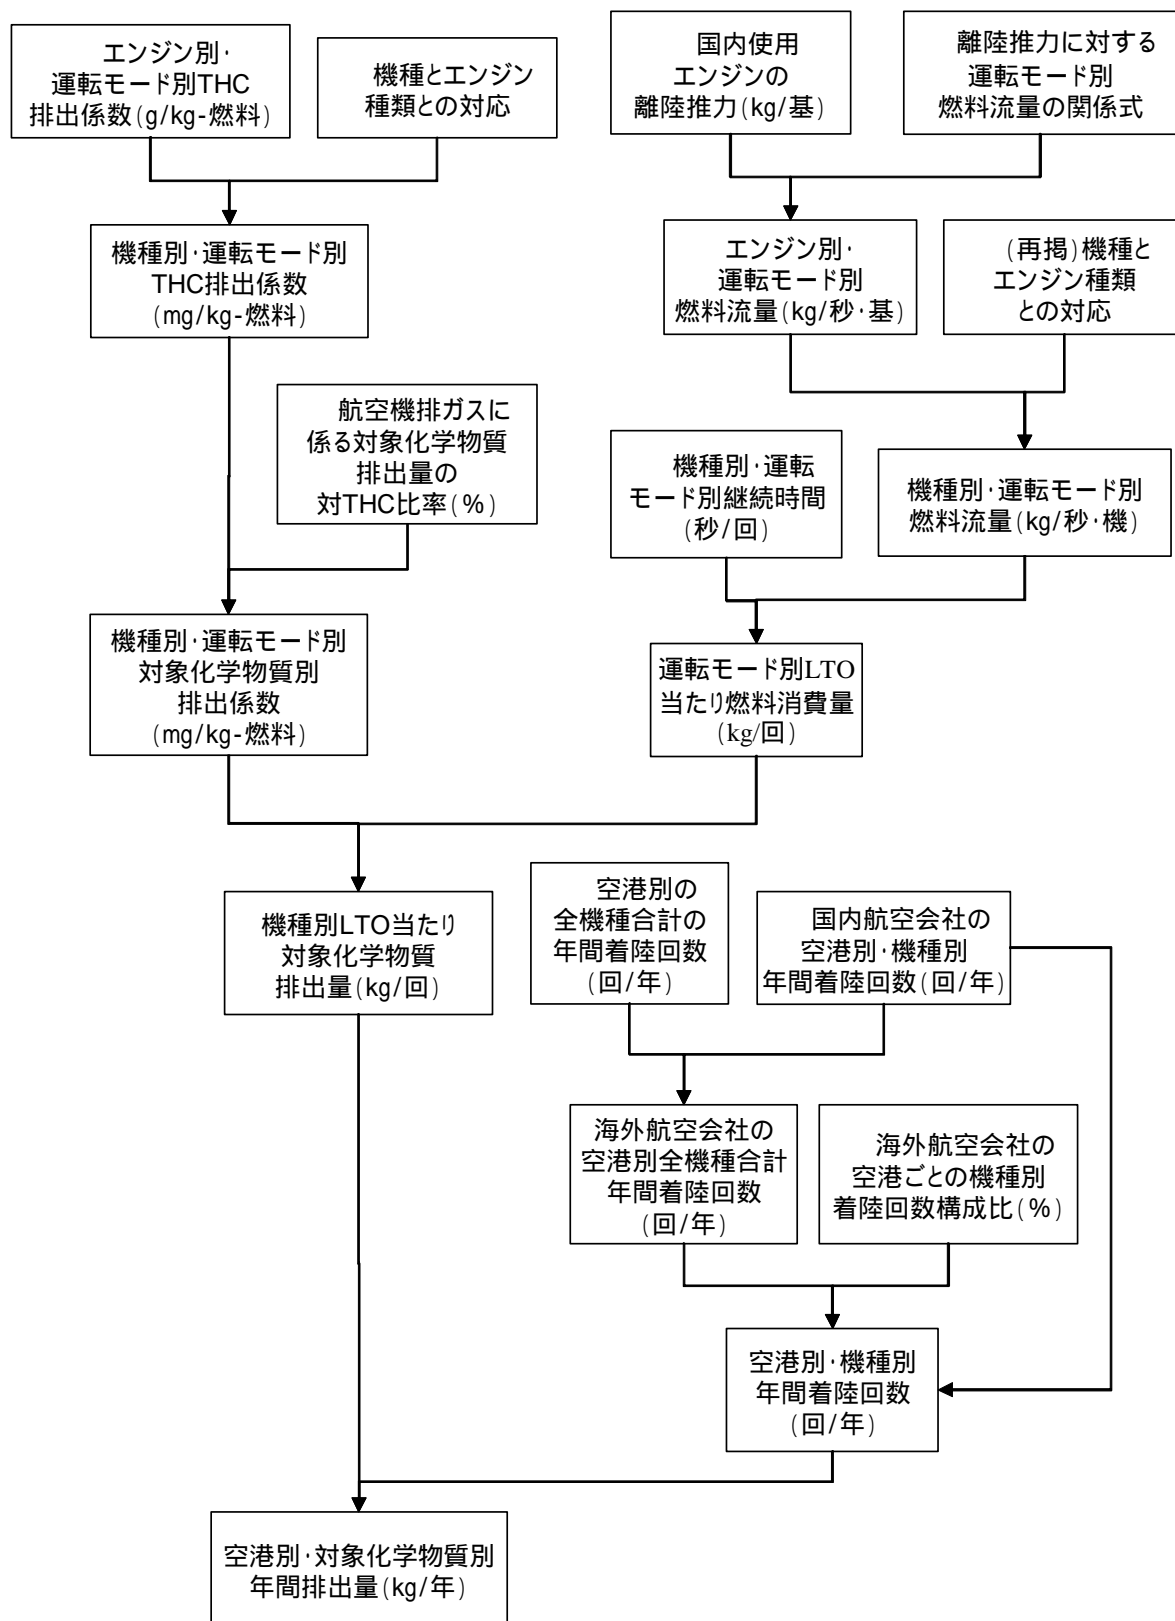 エンジン別・
運転モード別THC
排出係数(g/kg-燃料)
機種とエンジン
種類との対応
国内使用
エンジンの
離陸推力(kg/基)
離陸推力に対する
運転モード別
燃料流量の関係式
機種別・運転モード別
THC排出係数
(mg/kg-燃料)
エンジン別・
運転モード別
燃料流量(kg/秒・基)
(再掲)機種と
エンジン種類
との対応
航空機排ガスに
係る対象化学物質
排出量の
対THC比率(%)
機種別・運転
モード別継続時間
(秒/回)
機種別・運転モード別
燃料流量(kg/秒・機)
機種別・運転モード別
対象化学物質別
排出係数
(mg/kg-燃料)
運転モード別LTO
当たり燃料消費量
(kg/回)
機種別LTO当たり
対象化学物質
排出量(kg/回)
空港別の
全機種合計の
年間着陸回数
(回/年)
国内航空会社の
空港別・機種別
年間着陸回数(回/年)
海外航空会社の
空港別全機種合計
年間着陸回数
(回/年)
海外航空会社の
空港ごとの機種別
着陸回数構成比(%)
空港別・機種別
年間着陸回数
(回/年)
空港別・対象化学物質別
年間排出量(kg/年)